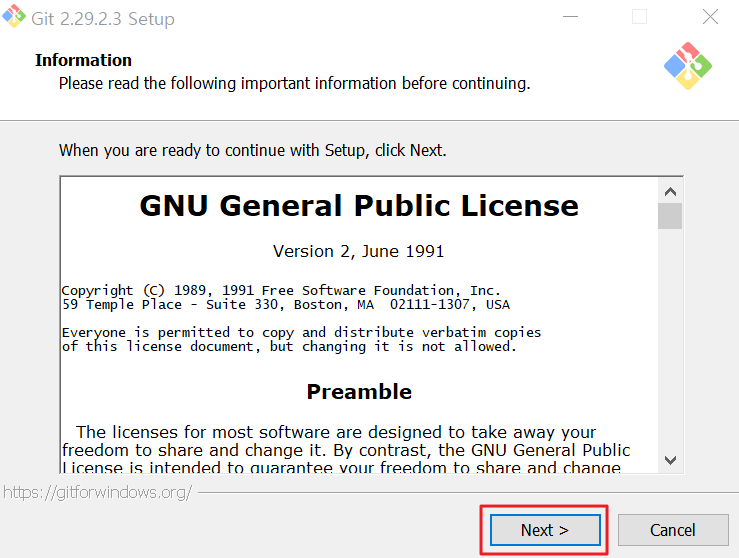 Git 2.29.2.3 Setup
Information
Please read the following important information before continuing.
When you are ready to continue with Setup, click Next.
GNU General Public License
Version 2, June 1991
Copyright (C) 1989, 1991 Free Software Foundation, Inc.
59 Temple Place - Suite 330, Boston, MA  02111-1307, USA
Everyone is permitted to copy and distribute verbatim copies
of this license document, but changing it is not allowed.
Preamble
The licenses for most software are designed to take away your
freedom to share and change it. By contrast, the GNU General Public
License is intended to guarantee your freedom to share and change
https://gitforwindows.org/
Next >
Cancel